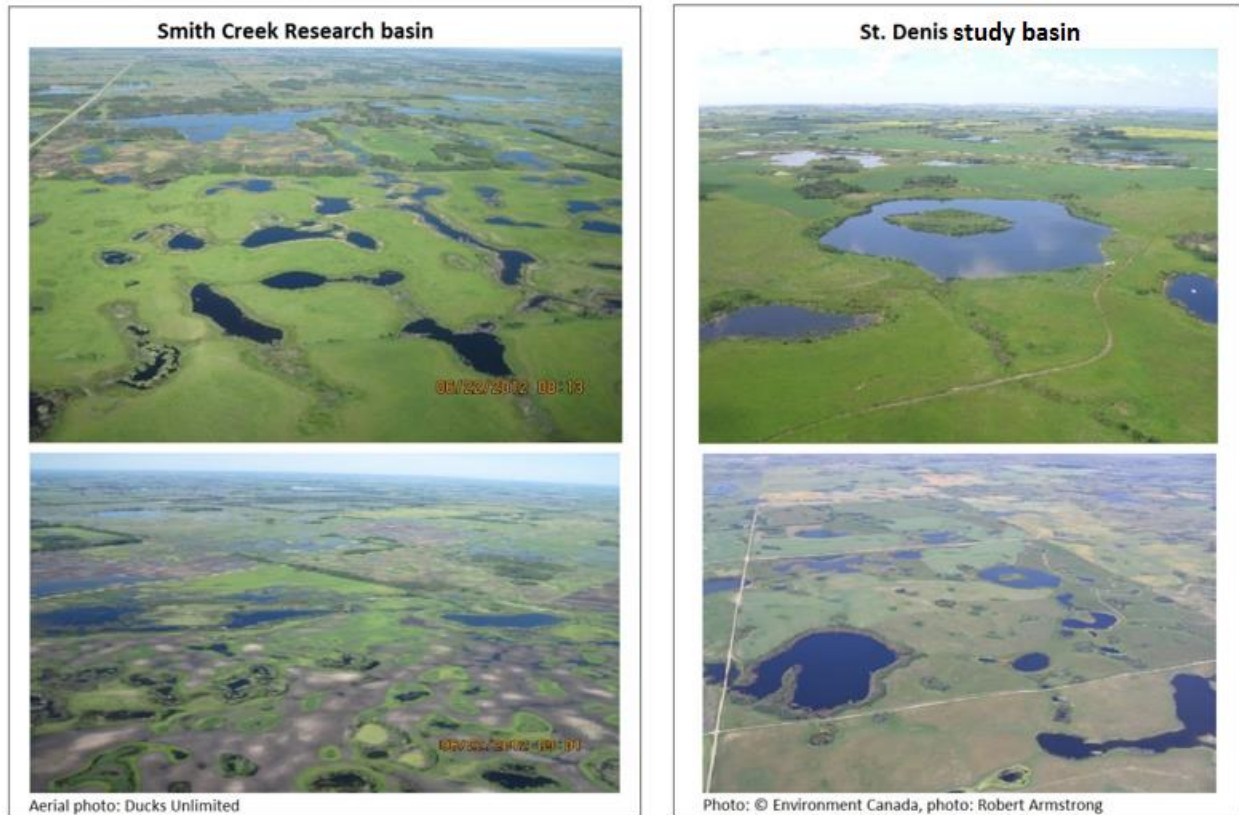 Smith Creek Research basin
St. Denis study basin
06/22/2012 08:13
Aerial photo: Ducks Unlimited
Photo: © Environment Canada, photo: Robert Armstrong